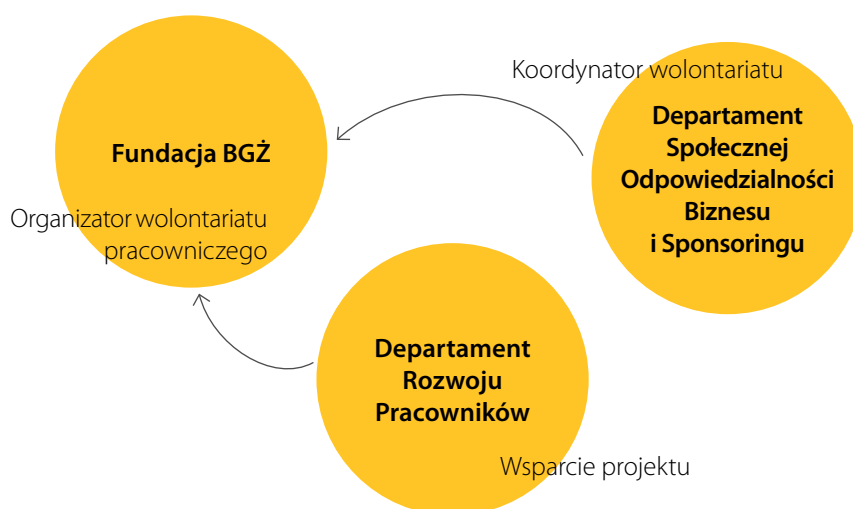 Fundacja BGŻ
Organizator wolontariatu
pracowniczego
Koordynator wolontariatu
Departament
Społecznej
Odpowiedzialności
Biznesu
i Sponsoringu
Departament
Rozwoju
Pracowników
Wsparcie projektu